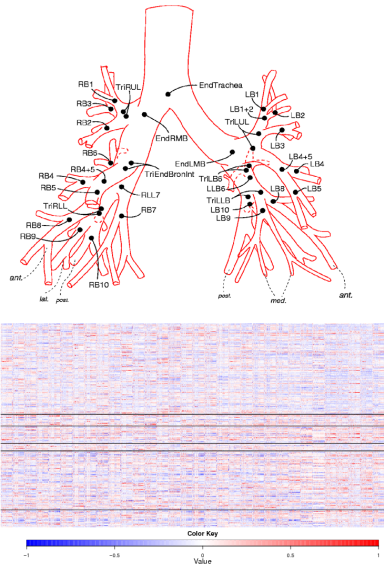 RB1
TriRUL
RB3
RB2
EndTrachea
EndRMB
LB1
LB1+2
LB2
TriLUL
LB3
RB6
RB4+5
RB4
RB5
TriEndBronInt
EndLMB
LB4+5
LB4
TriLB6
LLB6
LB8
LB5
TriRLL
RLL7
RB7
TriLLB
LB10
LB9
RB8
RB9
RB10
ant.
lat.
pos.
post.
med.
ant.
Color Key
-1
-0.5
0
0.5
1
Value